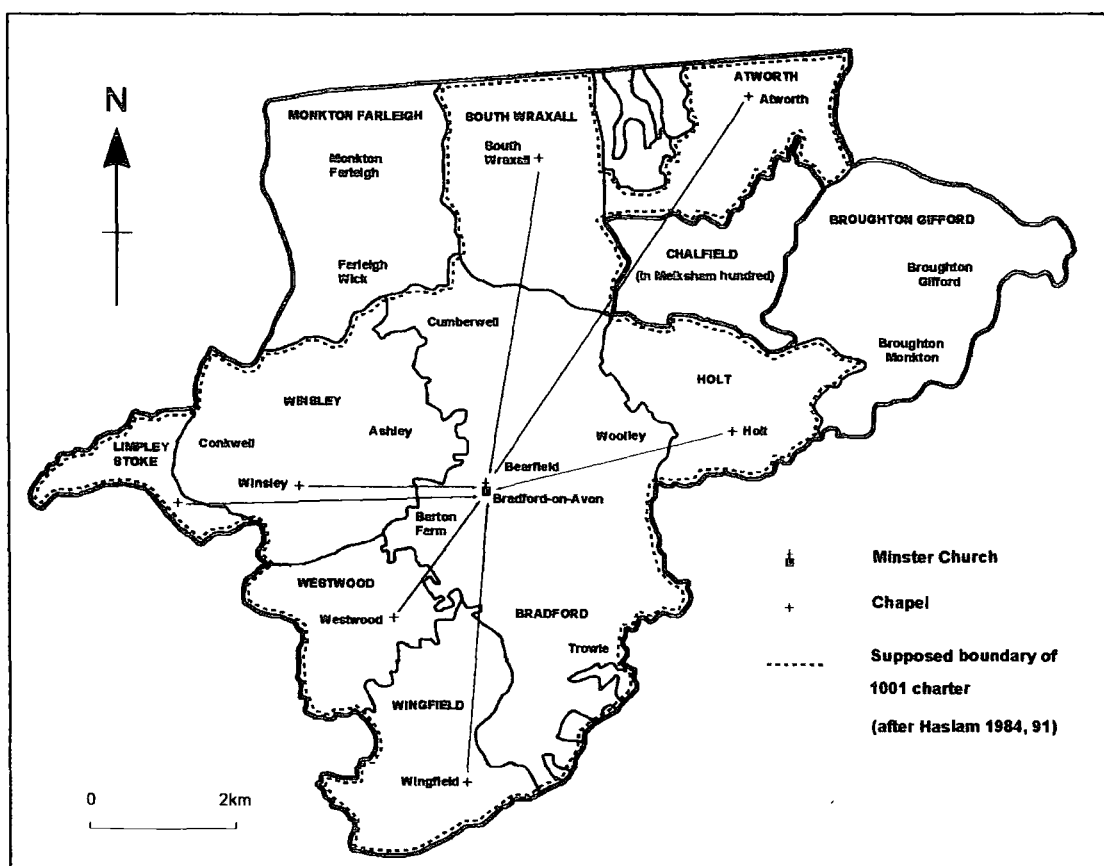 N
MONKTON FARLEIGH
SOUTH WRAXALL
ATWORTH
Atworth
Monkton
Farleigh
South
Wraxall
BROUGHTON GIFFORD
CHALFIELD
(In Melksham hundred)
Farleigh
Wick
Broughton
Gifford
Cumberwell
Broughton
Monkton
HOLT
WINSLEY
Ashley
Woolley
Holt
LIMPLEY
STOKE
Conkwell
Bearfield
Winsley
Bradford-on-Avon
Barton
Farm
WESTWOOD
Westwood
BRADFORD
Trowle
WINGFIELD
Wingfield
Minster Church
Chapel
Supposed boundary of
1001 charter
(after Haslam 1984, 91)
0 2km